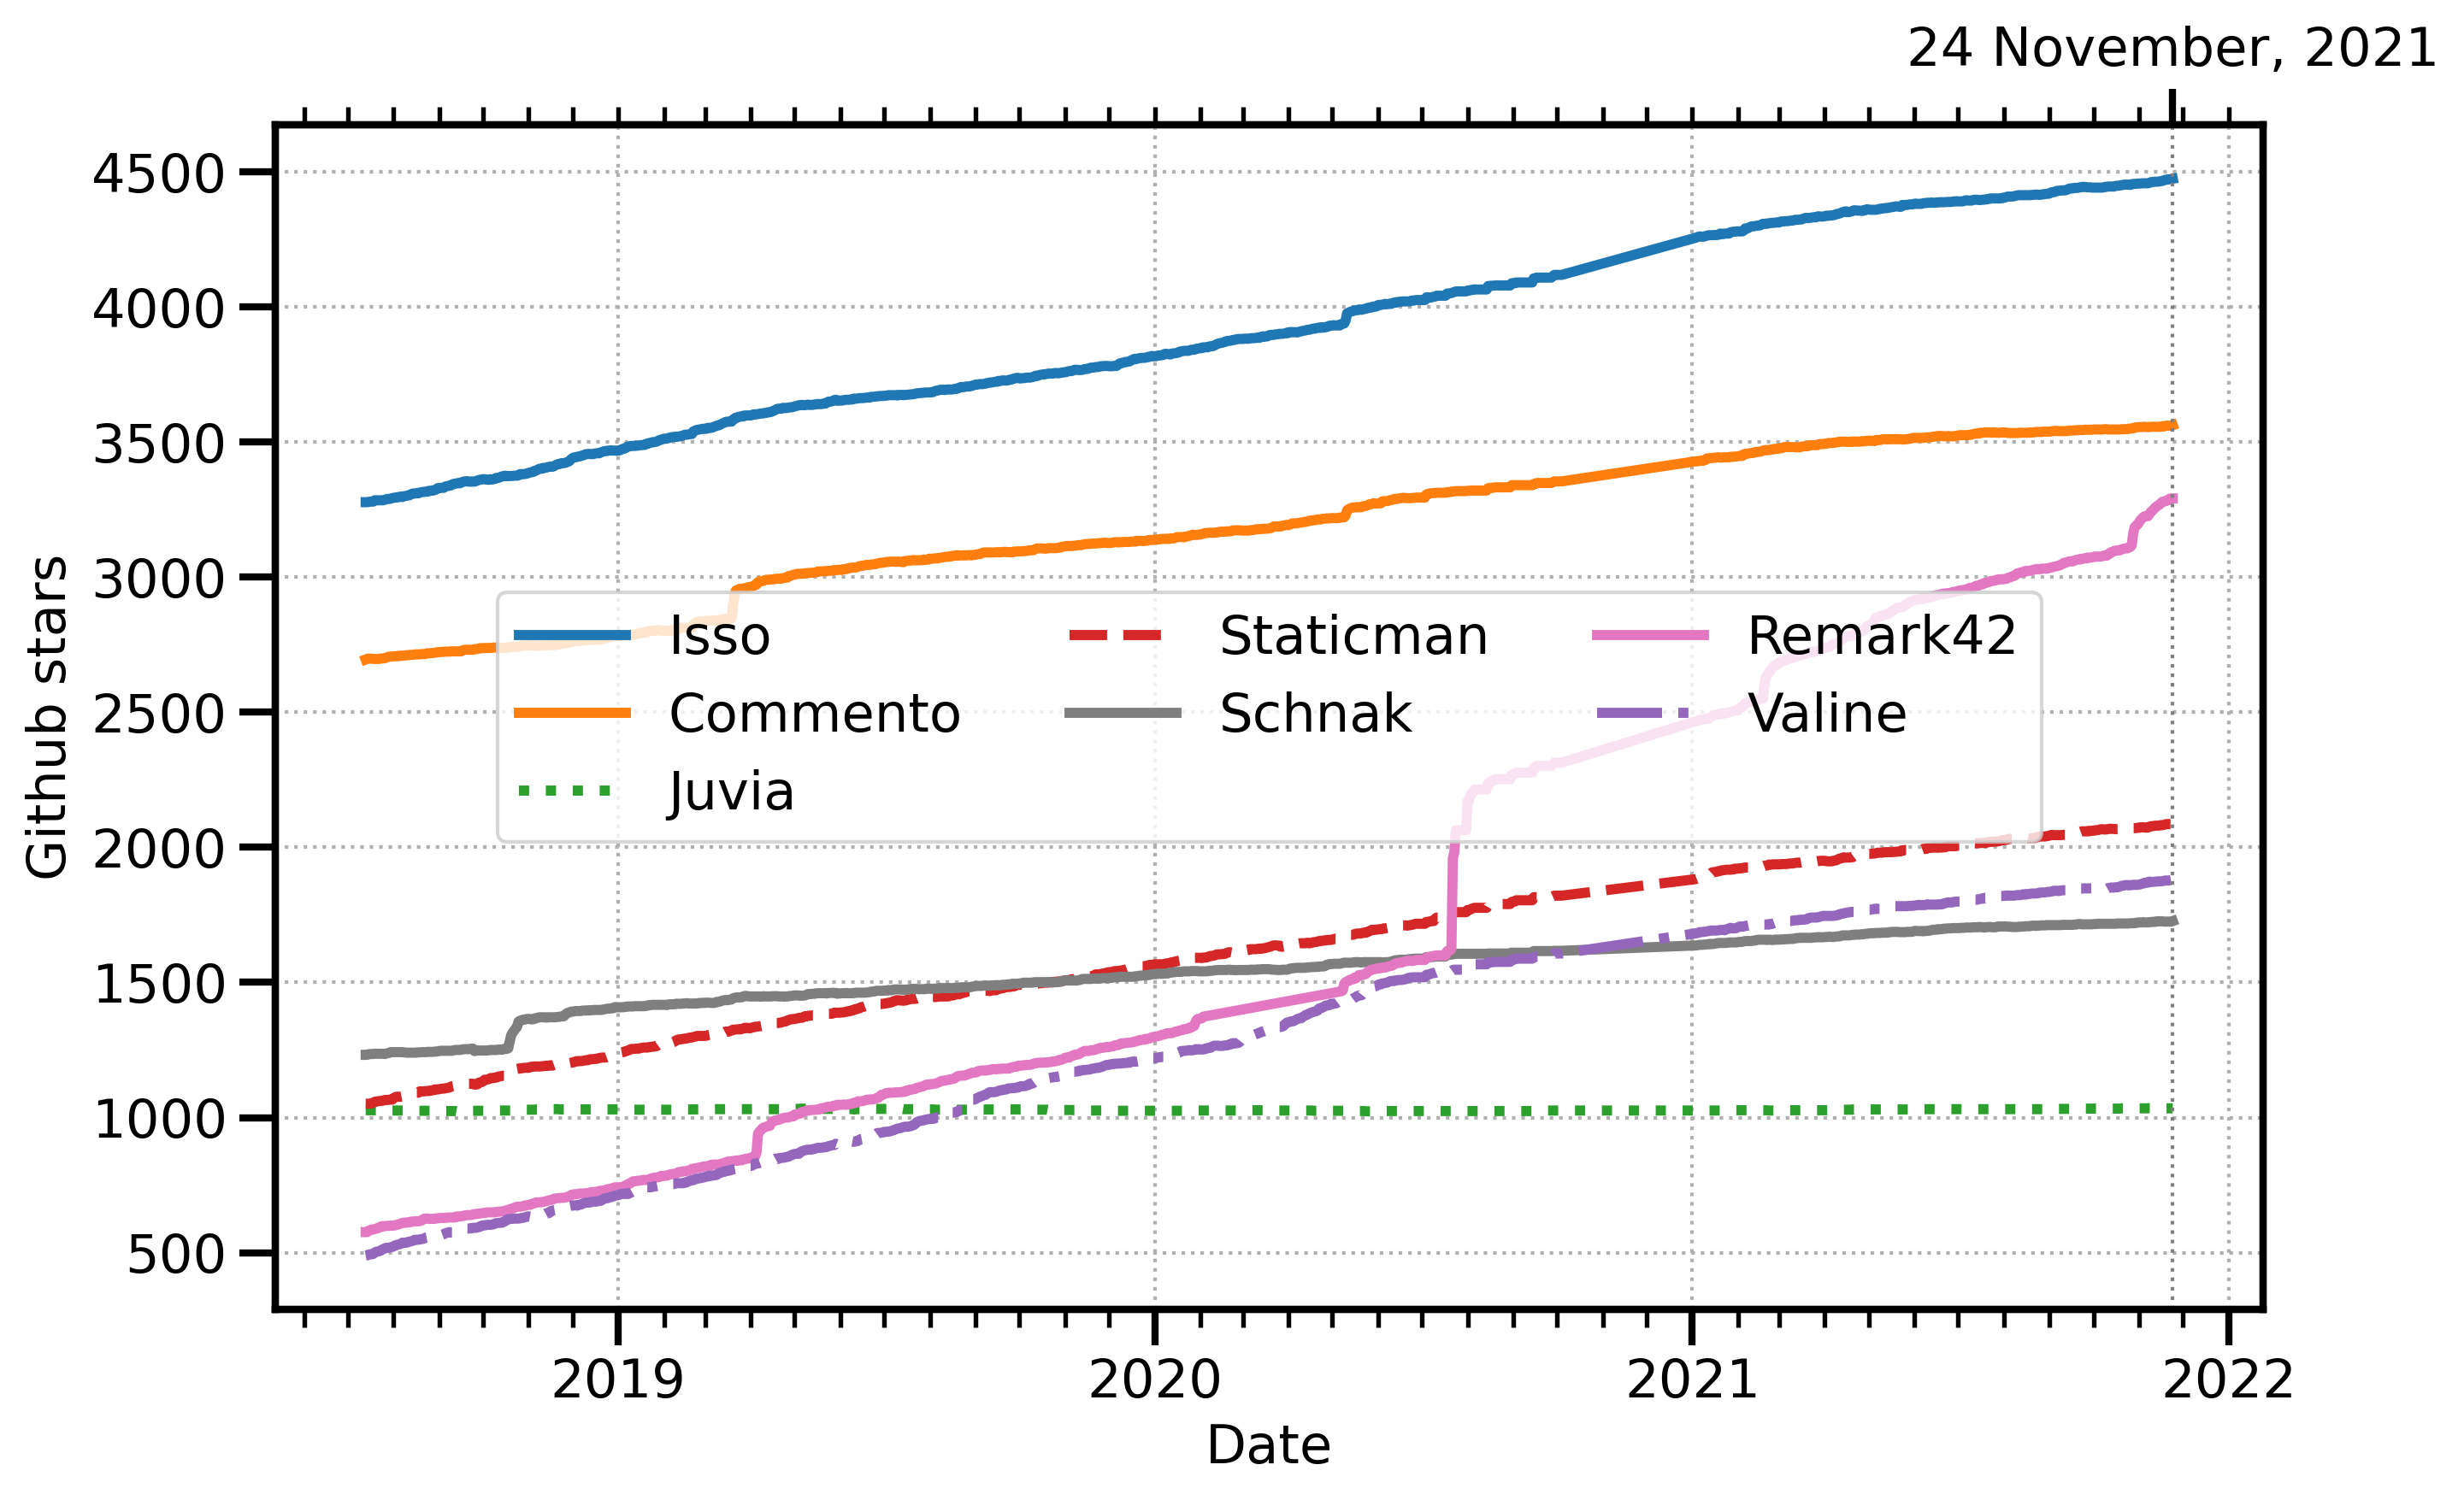 24 November, 2021
4500
4000
3500
3000
2500
2000
1500
1000
500
Github stars
Isso
Commento
Juvia
Staticman
Schnak
Remark42
Valine
2019
2020
2021
2022
Date